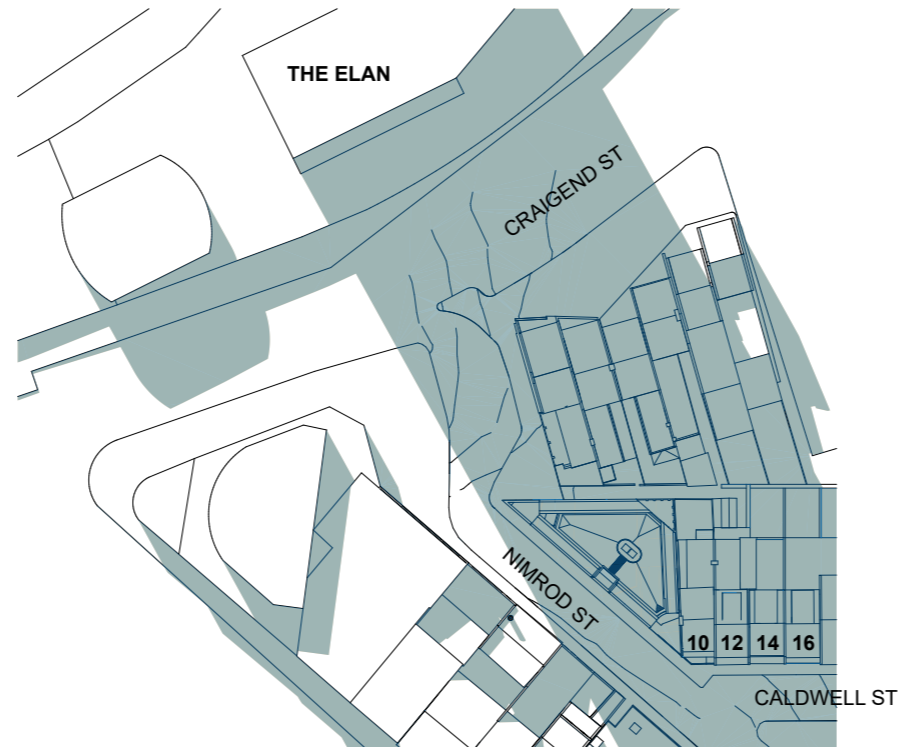 THE ELAN
CRAIGEND ST
NIMROD ST
10 12 14 16
CALDWELL ST